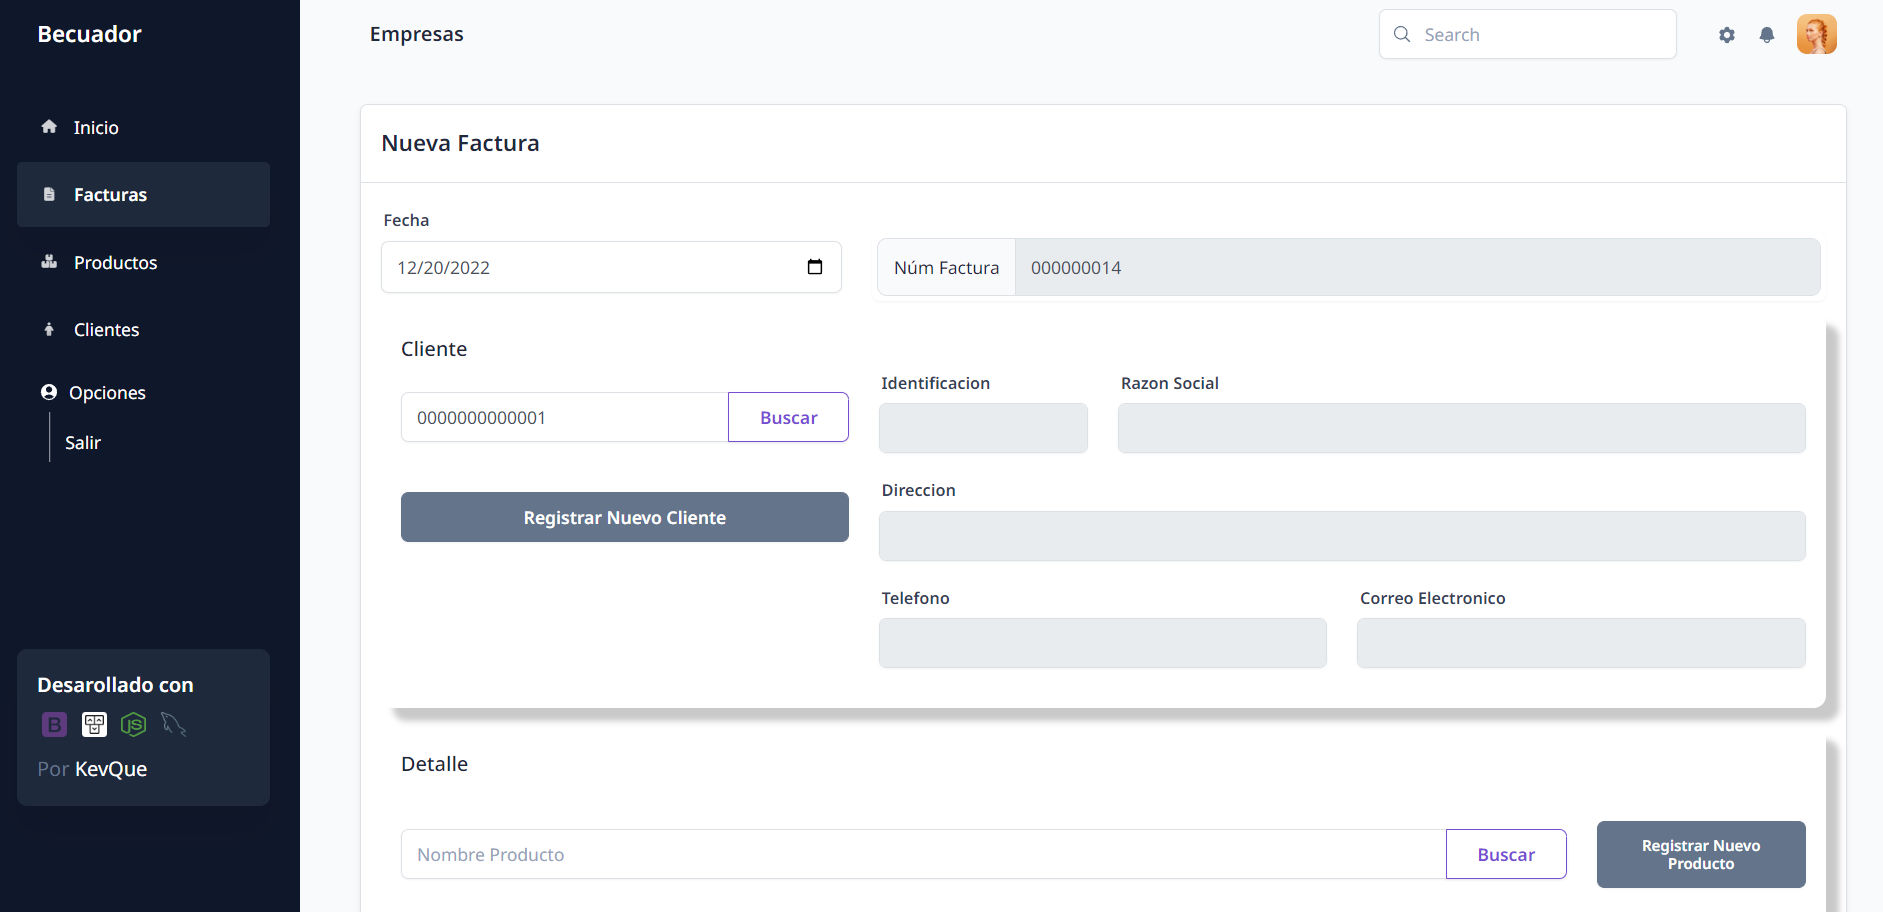 Becuador
Empresas
Search
Inicio
Facturas
Productos
Clientes
Opciones
Salir
Desarollado con
B
JS
Por KevQue
Nueva Factura
Fecha
12/20/2022
Núm Factura 000000014
Cliente
0000000000001 Buscar
Registrar Nuevo Cliente
Identificacion Razon Social
Direccion
Telefono Correo Electronico
Detalle
Nombre Producto Buscar
Registrar Nuevo
Producto